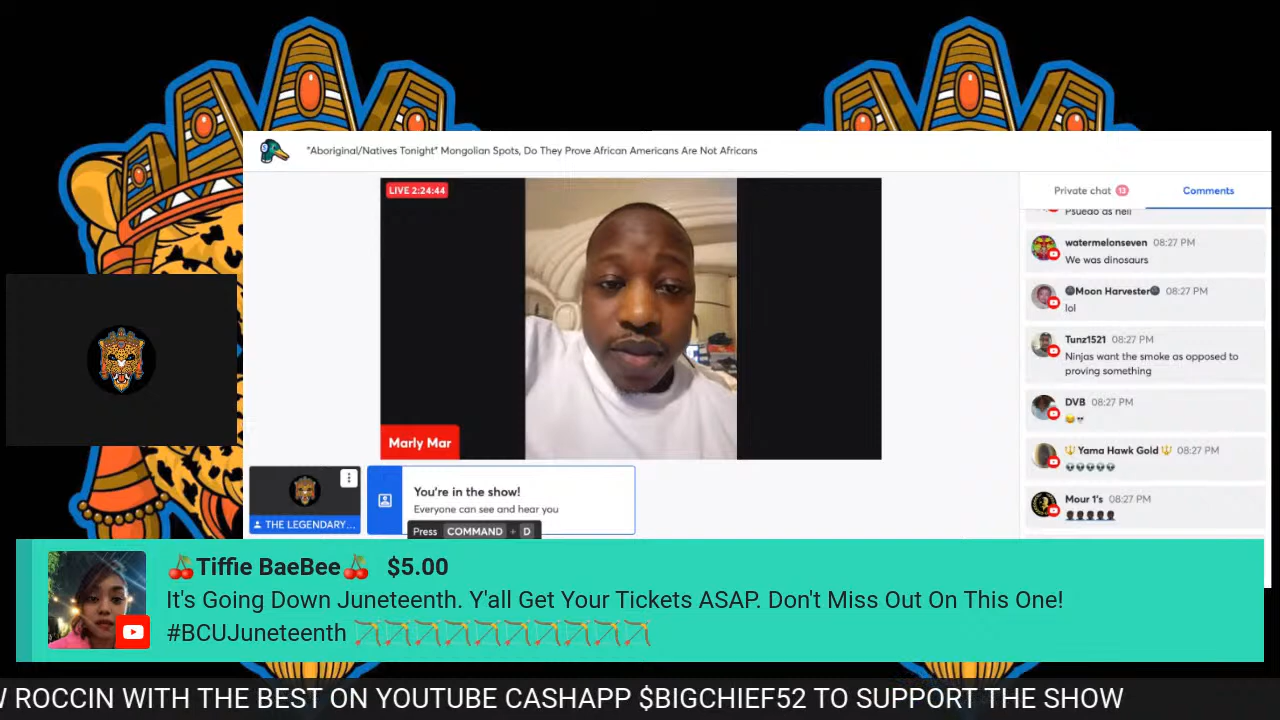 "Aboriginal/Natives Tonight" Mongolian Spots, Do They Prove African Americans Are Not Africans
LIVE 2:24:44
Marly Mar
THE LEGENDARY...
You're in the show!
Everyone can see and hear you
Press COMMAND + D
Private chat 13
Comments
Psuedo as hell
watermelonseven 08:27 PM
We was dinosaurs
🌚Moon Harvester🌚 08:27 PM
lol
Tunz1521 08:27 PM
Ninjas want the smoke as opposed to
proving something
DVB 08:27 PM
😂💀
🔱 Yama Hawk Gold 🔱 08:27 PM
👽👽👽👽👽
Mour 1's 08:27 PM
🍒Tiffie BaeBee🍒 $5.00
It's Going Down Juneteenth. Y'all Get Your Tickets ASAP. Don't Miss Out On This One!
#BCUJuneteenth 🏹🏹🏹🏹🏹🏹🏹🏹🏹🏹
ROCCIN WITH THE BEST ON YOUTUBE CASHAPP $BIGCHIEF52 TO SUPPORT THE SHOW